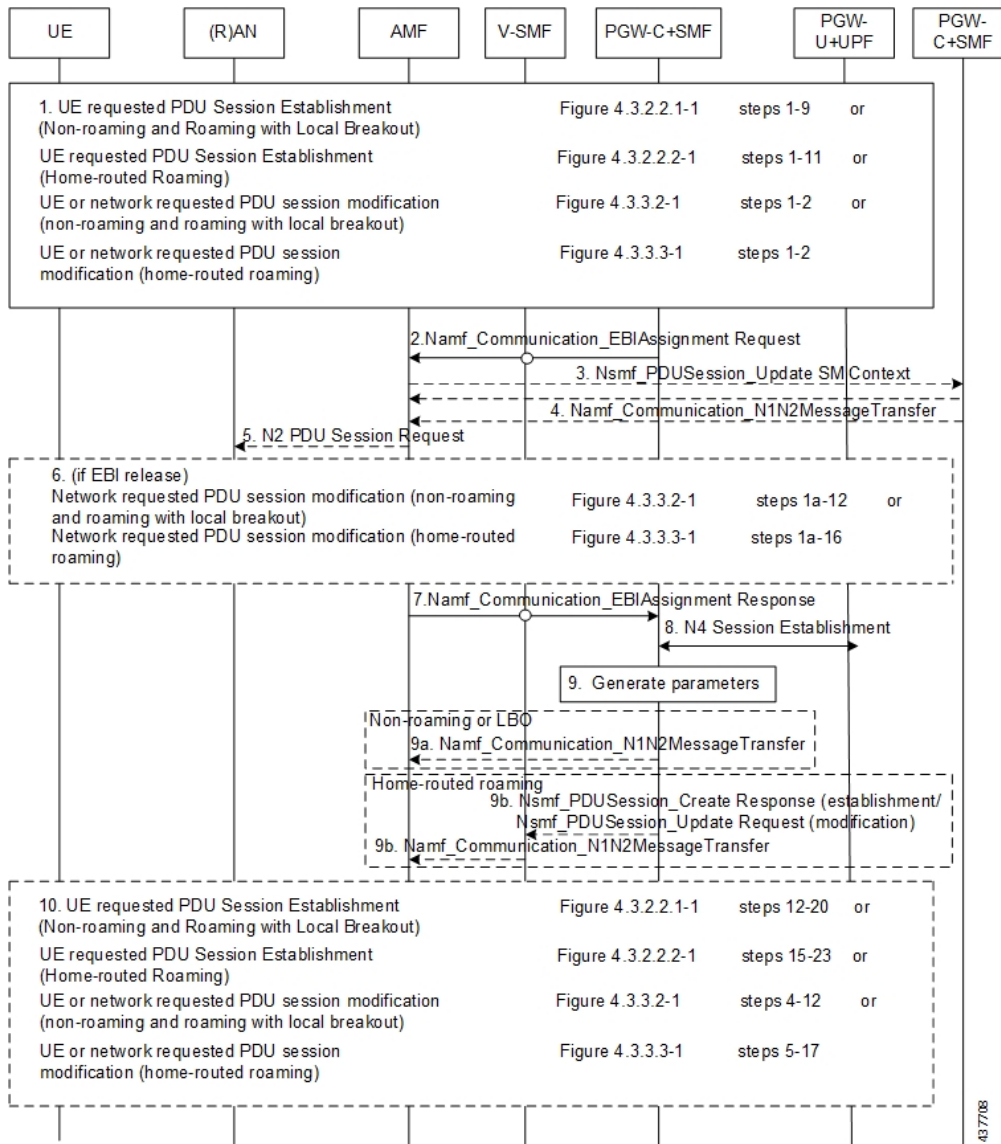 UE
(R)AN
AMF
V-SMF
PGW-C+SMF
PGW-
U+UPF
PGW-
C+SMF
1. UE requested PDU Session Establishment Figure 4.3.2.2.1-1 steps 1-9 or
(Non-roaming and Roaming with Local Breakout)
UE requested PDU Session Establishment Figure 4.3.2.2.2-1 steps 1-11 or
(Home-routed Roaming)
UE or network requested PDU session modification Figure 4.3.3.2-1 steps 1-2 or
(non-roaming and roaming with local breakout)
UE or network requested PDU session Figure 4.3.3.3-1 steps 1-2
modification (home-routed roaming)
2.Namf_Communication_EBIAssignment Request
3. Nsmf_PDUSession_Update SM Context
4. Namf_Communication_N1N2MessageTransfer
5. N2 PDU Session Request
6. (if EBI release)
Network requested PDU session modification (non-roaming Figure 4.3.3.2-1 steps 1a-12 or
and roaming with local breakout)
Network requested PDU session modification (home-routed Figure 4.3.3.3-1 steps 1a-16
roaming)
7.Namf_Communication_EBIAssignment Response
8. N4 Session Establishment
9. Generate parameters
Non-roaming or LBO
9a. Namf_Communication_N1N2MessageTransfer
Home-routed roaming
9b. Nsmf_PDUSession_Create Response (establishment/
Nsmf_PDUSession_Update Request (modification)
9b. Namf_Communication_N1N2MessageTransfer
10. UE requested PDU Session Establishment Figure 4.3.2.2.1-1 steps 12-20 or
(Non-roaming and Roaming with Local Breakout)
UE requested PDU Session Establishment Figure 4.3.2.2.2-1 steps 15-23 or
(Home-routed Roaming)
UE or network requested PDU session modification Figure 4.3.3.2-1 steps 4-12 or
(non-roaming and roaming with local breakout)
UE or network requested PDU session Figure 4.3.3.3-1 steps 5-17
modification (home-routed roaming)
437708